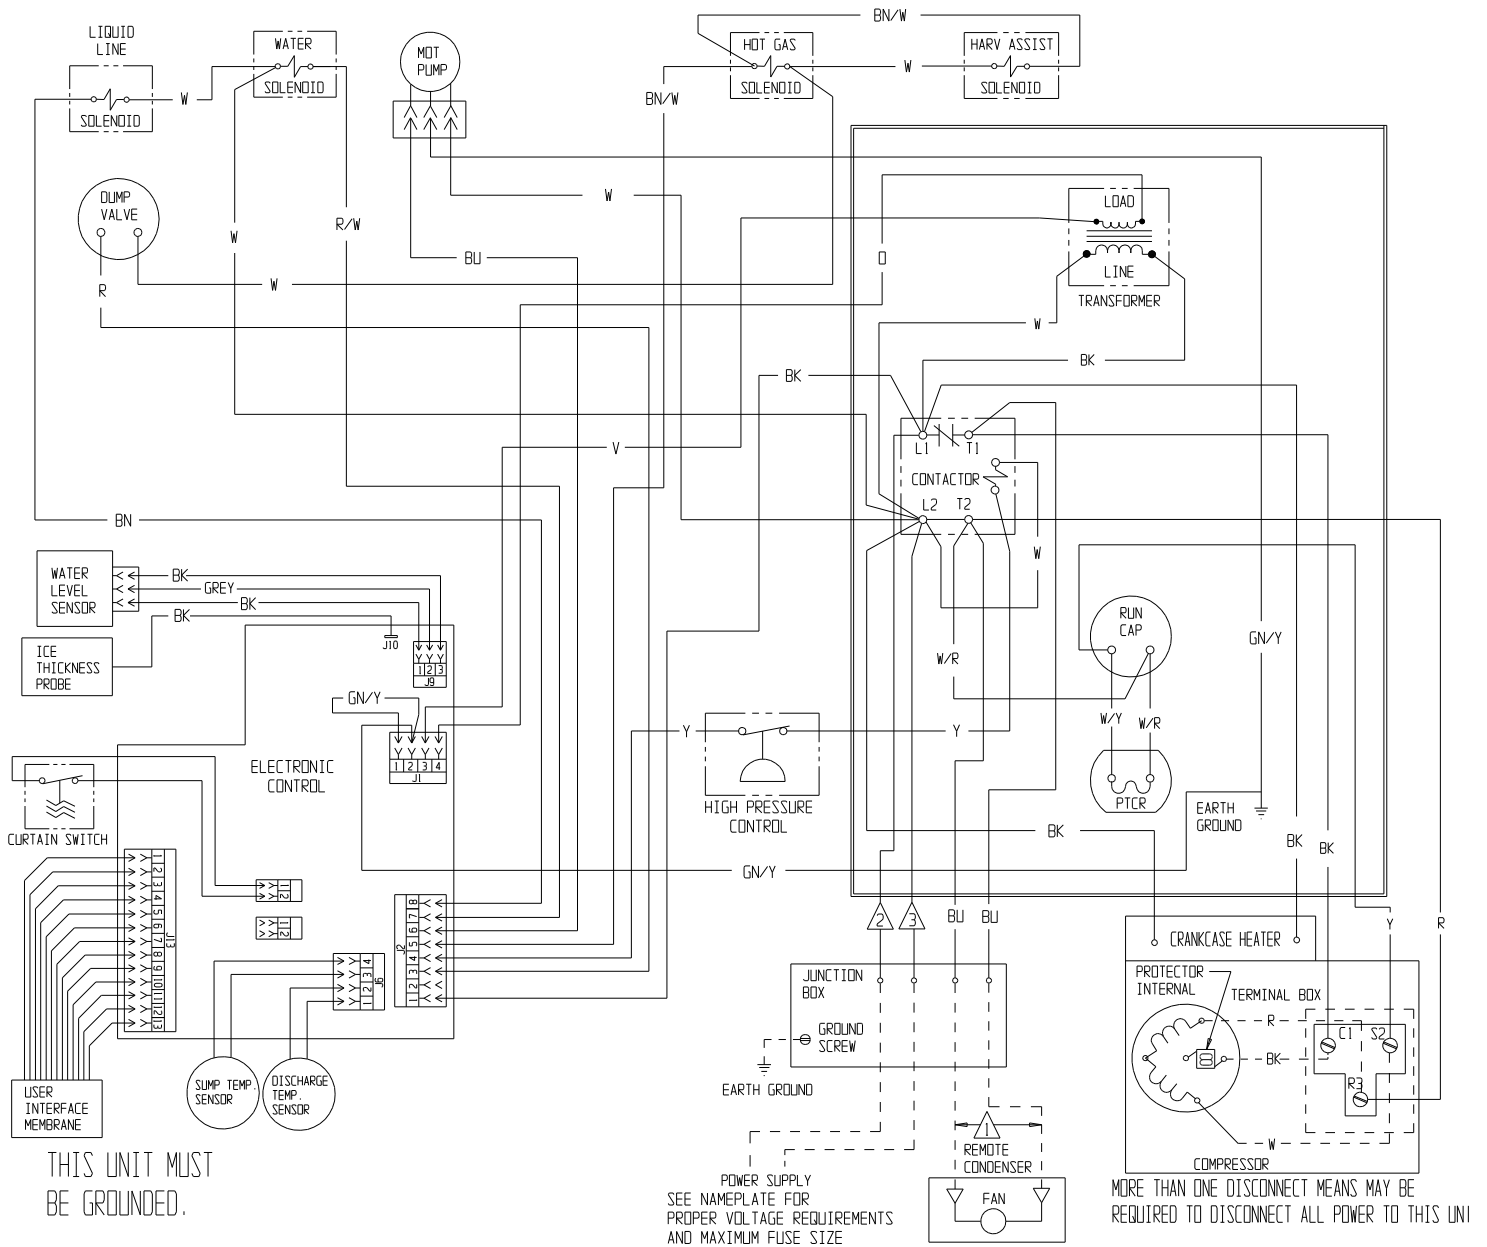 LIQUID
LINE
SOLENOID
W
WATER
SOLENOID
MOT
PUMP
BN/W
HOT GAS
SOLENOID
W
HARV ASSIST
SOLENOID
BN/W
DUMP
VALVE
W
R/W
W
LOAD
LINE
TRANSFORMER
BU
O
R
W
W
BK
BK
V
L1
T1
CONTACTOR
L2
T2
W
BN
WATER
LEVEL
SENSOR
BK
GREY
BK
BK
J10
ICE
THICKNESS
PROBE
1 2 3
J9
RUN
CAP
GN/Y
W/R
GN/Y
W/Y
W/R
Y
Y
1 2 3 4
J1
ELECTRONIC
CONTROL
HIGH PRESSURE
CONTROL
PTCR
EARTH
GROUND
CURTAIN SWITCH
BK
BK
BK
GN/Y
1
2
3
4
5
6
7
8
9
10
11
12
13
J13
1
2
1
2
8
7
6
5
4
3
2
1
J2
4
3
2
1
J6
2
3
BU
BU
Y
R
CRANKCASE HEATER
JUNCTION
BOX
GROUND
SCREW
EARTH GROUND
PROTECTOR
INTERNAL
TERMINAL BOX
R
BK
C1
S2
R3
W
COMPRESSOR
USER
INTERFACE
MEMBRANE
SUMP TEMP.
SENSOR
DISCHARGE
TEMP.
SENSOR
1
REMOTE
CONDENSER
FAN
THIS UNIT MUST
BE GROUNDED.
POWER SUPPLY
SEE NAMEPLATE FOR
PROPER VOLTAGE REQUIREMENTS
AND MAXIMUM FUSE SIZE
MORE THAN ONE DISCONNECT MEANS MAY BE
REQUIRED TO DISCONNECT ALL POWER TO THIS UNI